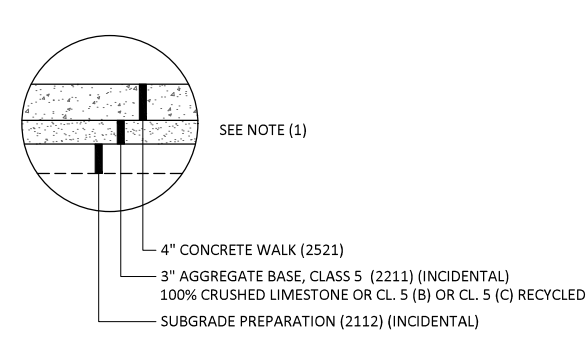 SEE NOTE (1)
4" CONCRETE WALK (2521)
3" AGGREGATE BASE, CLASS 5 (2211) (INCIDENTAL)
100% CRUSHED LIMESTONE OR CL. 5 (B) OR CL. 5 (C) RECYCLED
SUBGRADE PREPARATION (2112) (INCIDENTAL)